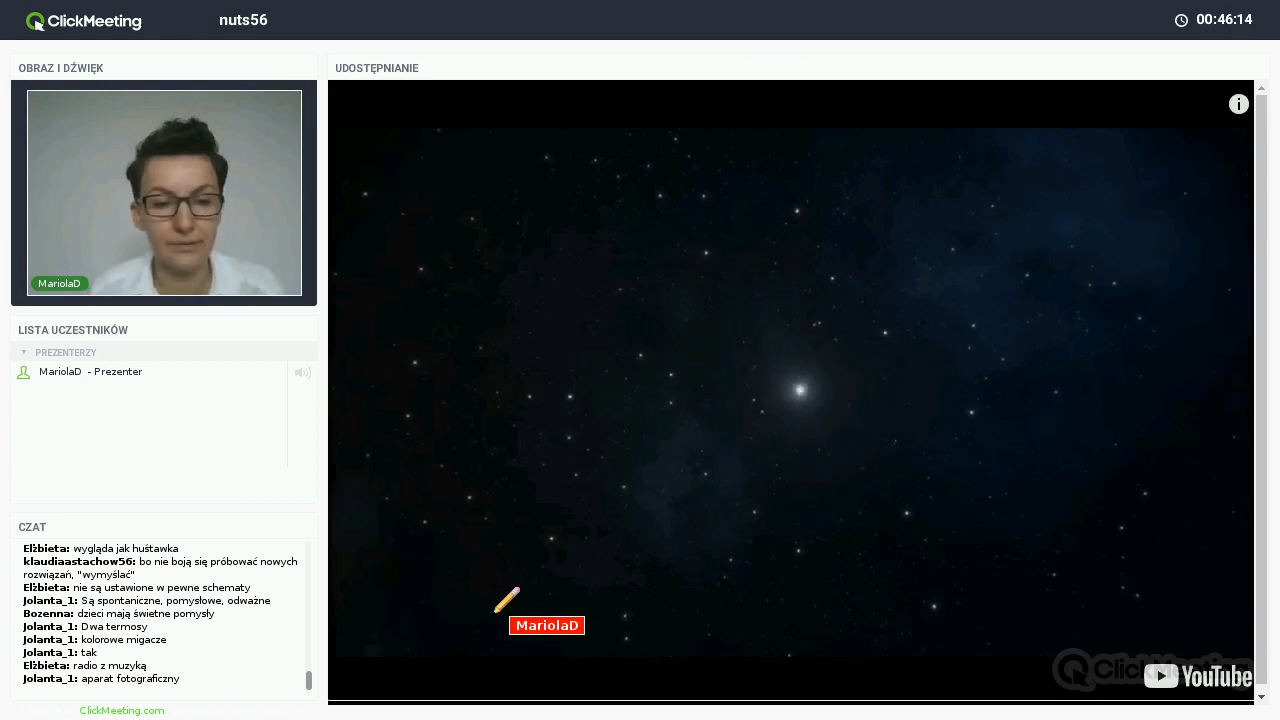 ClickMeeting
nuts56
00:46:14
OBRAZ I DŹWIĘK
MariolaD
LISTA UCZESTNIKÓW
PREZENTERZY
MariolaD - Prezenter
CZAT
Elżbieta: wygląda jak huśtawka
klaudiaastachow56: bo nie boją się próbować nowych
rozwiązań, "wymyślać"
Elżbieta: nie są ustawione w pewne schematy
Jolanta_1: Są spontaniczne, pomysłowe, odważne
Bozenna: dzieci mają świetne pomysły
Jolanta_1: Dwa termosy
Jolanta_1: kolorowe migacze
Jolanta_1: tak
Elżbieta: radio z muzyką
Jolanta_1: aparat fotograficzny
ClickMeeting.com
UDOSTĘPNIANIE
MariolaD
ClickMeeting
YouTube